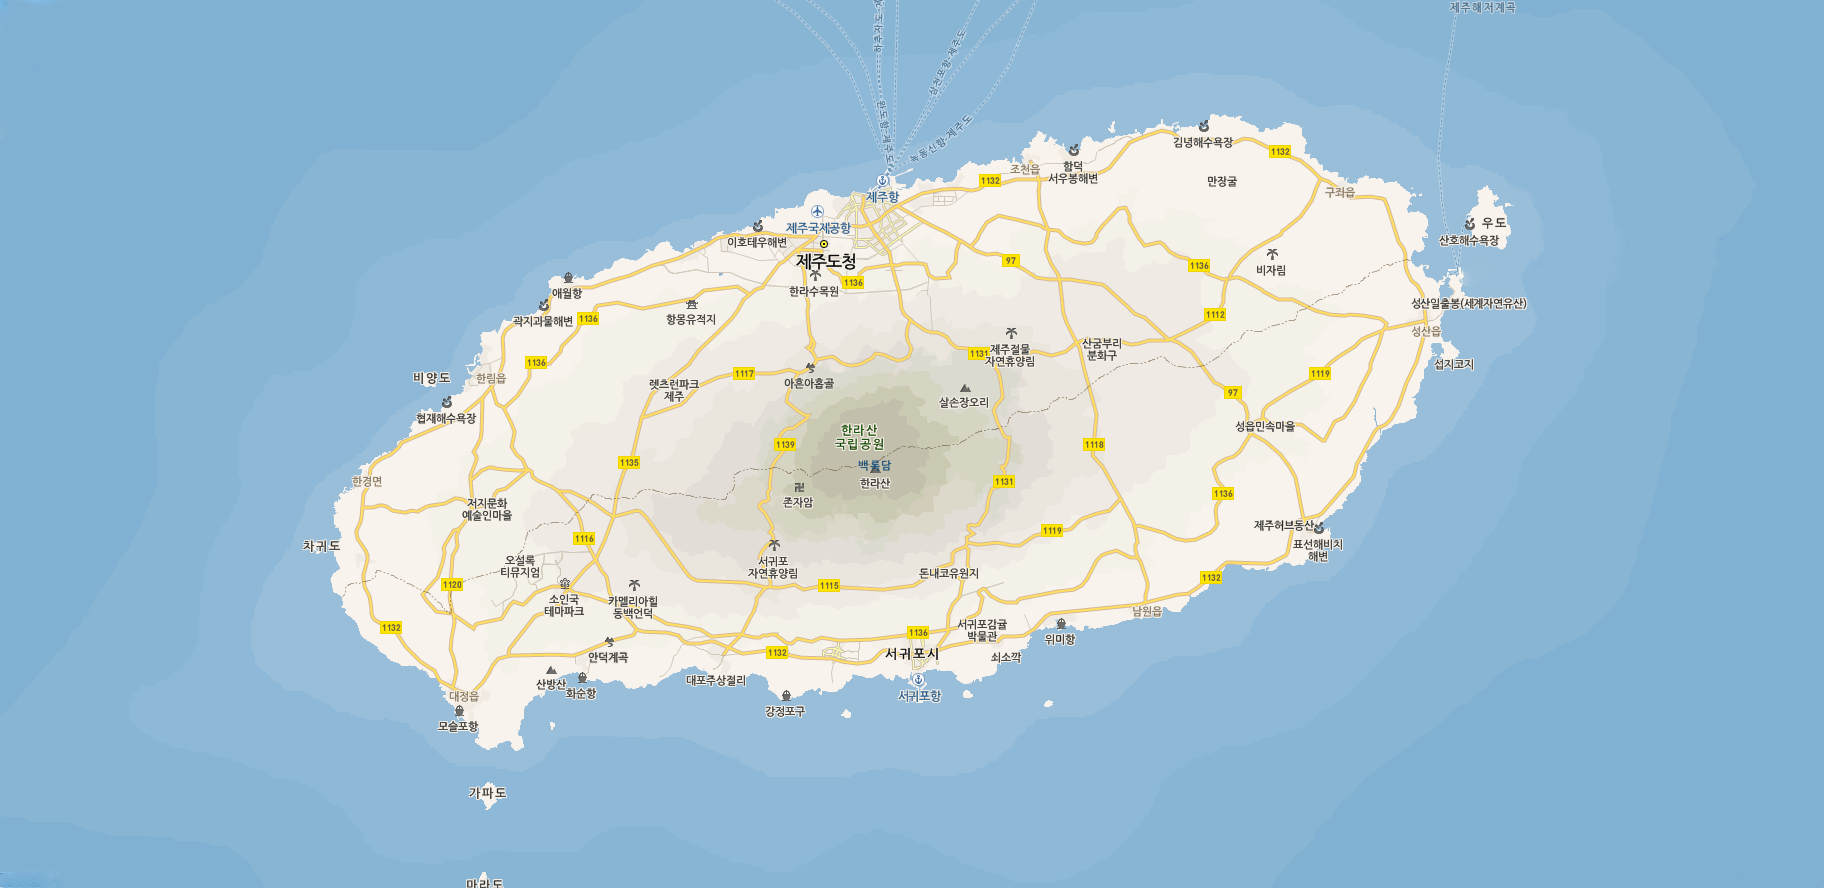 제주해저계곡
하추자도-제
삼천포항-제주도
녹동신항-제주도
김녕해수욕장
1132
함덕
서우봉해변
조천읍
1132
만장굴
구좌읍
제주항
제주국제공항
이호테우해변
제주도청
한라수목원
1136
97
1136
비자림
우도
산호해수욕장
애월항
곽지과물해변
1136
항몽유적지
1112
성산일출봉(세계자연유산)
성산읍
섭지코지
1136
비양도
한림읍
협재해수욕장
렛츠런파크
제주
1117
아흔아홉골
1131
제주절물
자연휴양림
산굼부리
분화구
살손장오리
1119
97
성읍민속마을
한라산
국립공원
1139
백록담
한라산
1118
1135
존자암
1131
1136
한경면
저지문화
예술인마을
제주허브동산
표선해비치
해변
차귀도
1116
오설록
티뮤지엄
서귀포
자연휴양림
1119
돈내코유원지
1115
1132
1120
소인국
테마파크
카멜리아힐
동백언덕
남원읍
1132
1136
서귀포감귤
박물관
위미항
안덕계곡
1132
서귀포시
쇠소깍
산방산
화순항
대포주상절리
서귀포항
강정포구
대정읍
모슬포항
가파도
마라도